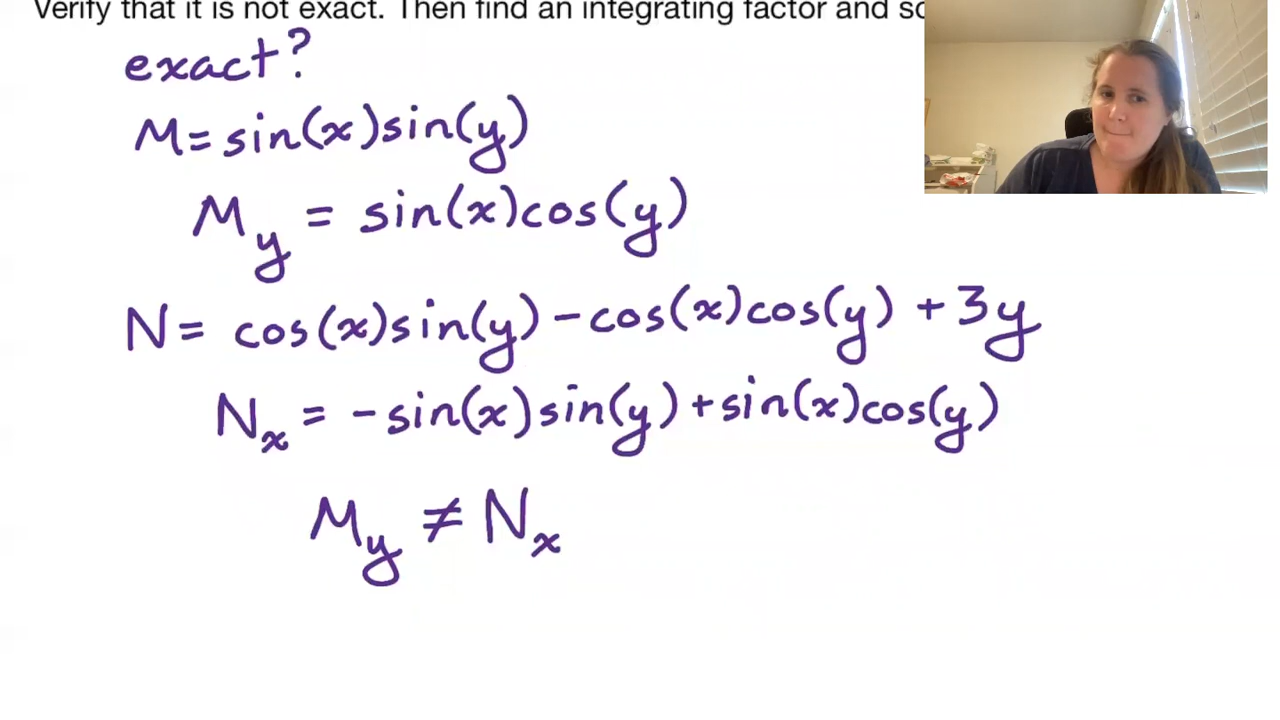 Verify that it is not exact. Then find an integrating factor and
exact?
M = sin(x)sin(y)
M_y = sin(x)cos(y)
N = cos(x)sin(y) - cos(x)cos(y) + 3y
N_x = -sin(x)sin(y) + sin(x)cos(y)
M_y ≠ N_x